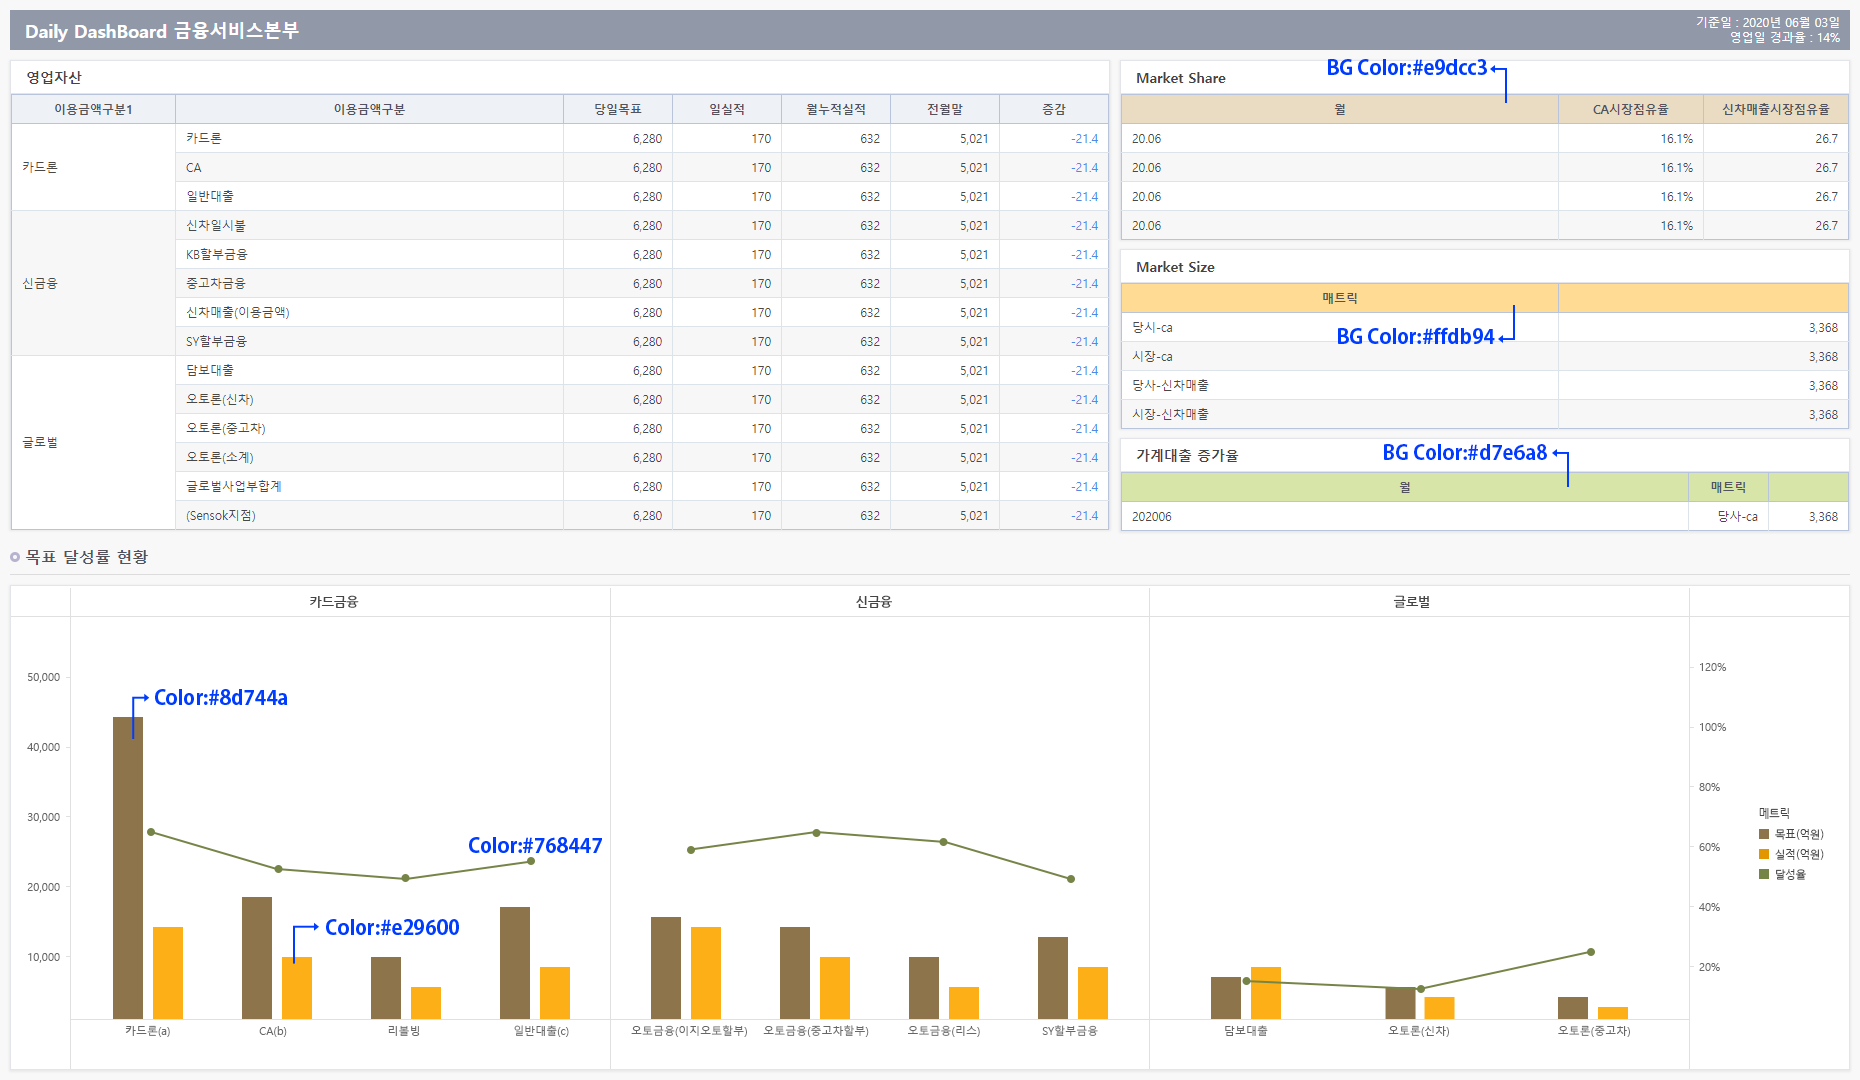 Daily DashBoard 금융서비스본부
기준일 : 2020년 06월 03일
영업일 경과율 : 14%
영업자산
이용금액구분1 이용금액구분 당일목표 일실적 월누적실적 전월말 증감
카드론 카드론 6,280 170 632 5,021 -21.4
CA 6,280 170 632 5,021 -21.4
일반대출 6,280 170 632 5,021 -21.4
신금융 신차일시불 6,280 170 632 5,021 -21.4
KB할부금융 6,280 170 632 5,021 -21.4
중고차금융 6,280 170 632 5,021 -21.4
신차매출(이용금액) 6,280 170 632 5,021 -21.4
SY할부금융 6,280 170 632 5,021 -21.4
글로벌 담보대출 6,280 170 632 5,021 -21.4
오토론(신차) 6,280 170 632 5,021 -21.4
오토론(중고차) 6,280 170 632 5,021 -21.4
오토론(소계) 6,280 170 632 5,021 -21.4
글로벌사업부합계 6,280 170 632 5,021 -21.4
(Sensok지점) 6,280 170 632 5,021 -21.4
Market Share
BG Color:#e9dcc3
월 CA시장점유율 신차매출시장점유율
20.06 16.1% 26.7
20.06 16.1% 26.7
20.06 16.1% 26.7
20.06 16.1% 26.7
Market Size
매트릭
BG Color:#ffdb94
당시-ca 3,368
시장-ca 3,368
당사-신차매출 3,368
시장-신차매출 3,368
가계대출 증가율
BG Color:#d7e6a8
월 매트릭
202006 당사-ca 3,368
목표 달성률 현황
카드금융 신금융 글로벌
50,000
40,000
30,000
20,000
10,000
Color:#8d744a
Color:#768447
Color:#e29600
120%
100%
80%
60%
40%
20%
메트릭
목표(억원)
실적(억원)
달성율
카드론(a) CA(b) 리볼빙 일반대출(c) 오토금융(이지오토할부) 오토금융(중고차할부) 오토금융(리스) SY할부금융 담보대출 오토론(신차) 오토론(중고차)